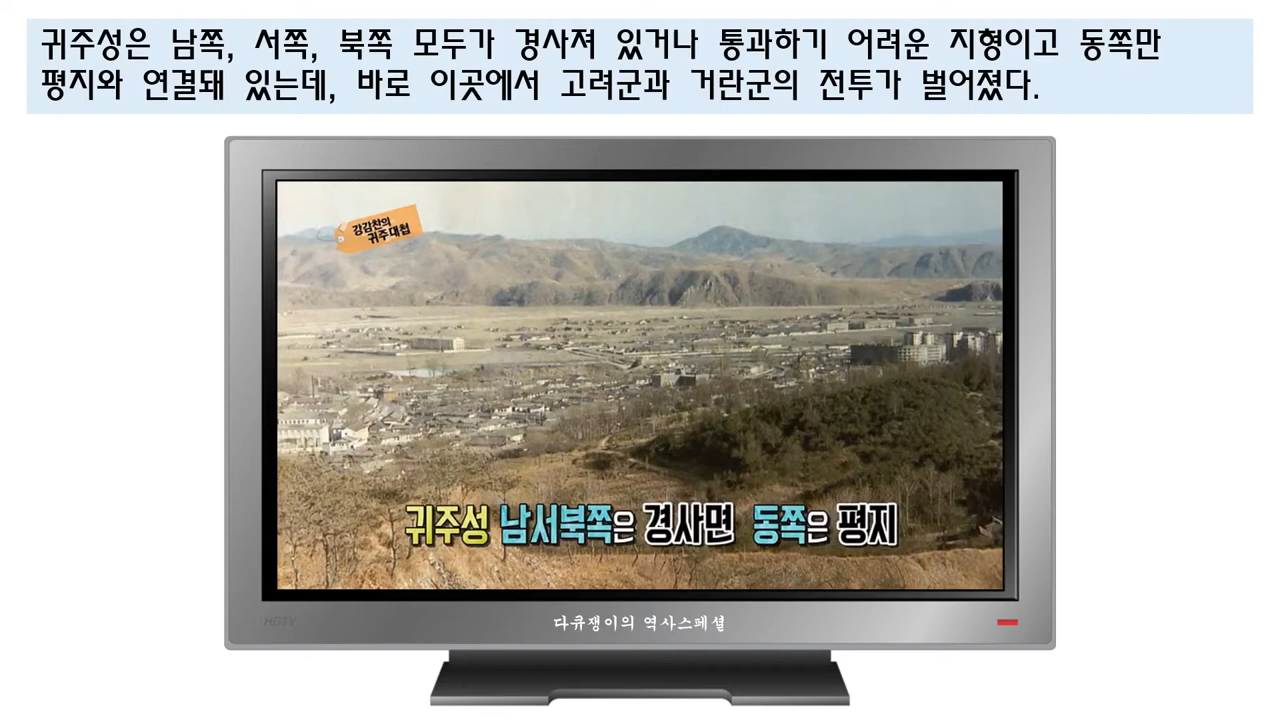 귀주성은 남쪽, 서쪽, 북쪽 모두가 경사져 있거나 통과하기 어려운 지형이고 동쪽만
평지와 연결돼 있는데, 바로 이곳에서 고려군과 거란군의 전투가 벌어졌다.
강감찬의
귀주대첩
귀주성 남서북쪽은 경사면 동쪽은 평지
HDTV
다큐쟁이의 역사스페셜